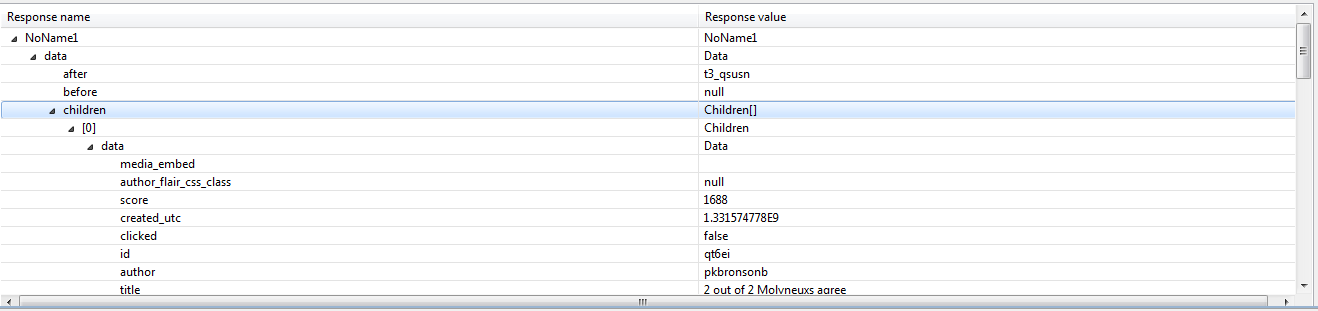 Response name Response value
NoName1 NoName1
data Data
after t3_qsusn
before null
children Children[]
[0] Children
data Data
media_embed
author_flair_css_class null
score 1688
created_utc 1.331574778E9
clicked false
id qt6ei
author pkbronsonb
title 2 out of 2 Molyneuxs agree